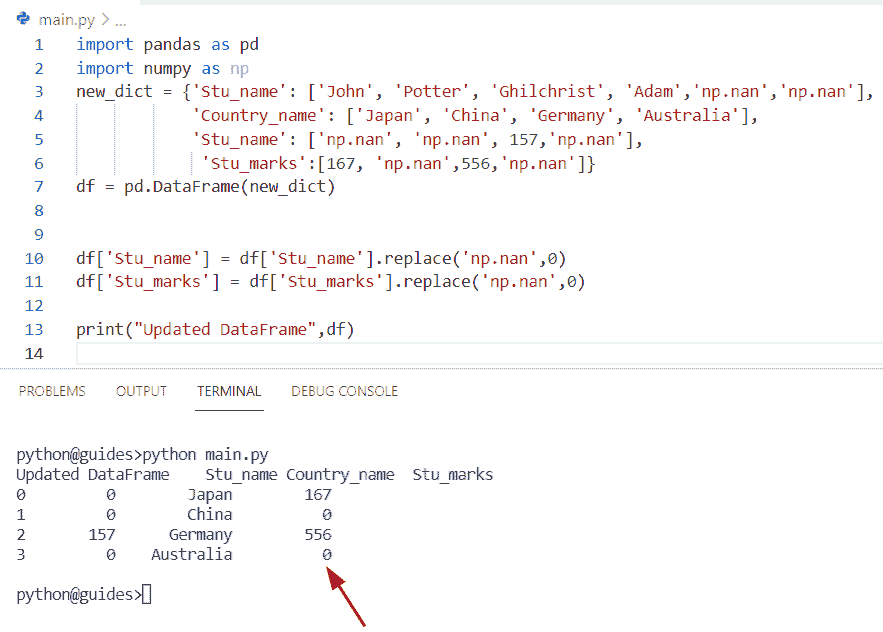 main.py > ...
1 import pandas as pd
2 import numpy as np
3 new_dict = {'Stu_name': ['John', 'Potter', 'Ghilchrist', 'Adam','np.nan','np.nan'],
4 'Country_name': ['Japan', 'China', 'Germany', 'Australia'],
5 'Stu_name': ['np.nan', 'np.nan', 157,'np.nan'],
6 'Stu_marks':[167, 'np.nan',556,'np.nan']}
7 df = pd.DataFrame(new_dict)
8
9
10 df['Stu_name'] = df['Stu_name'].replace('np.nan',0)
11 df['Stu_marks'] = df['Stu_marks'].replace('np.nan',0)
12
13 print("Updated DataFrame",df)
14
PROBLEMS OUTPUT TERMINAL DEBUG CONSOLE
python@guides>python main.py
Updated DataFrame Stu_name Country_name Stu_marks
0 0 Japan 167
1 0 China 0
2 157 Germany 556
3 0 Australia 0
python@guides>